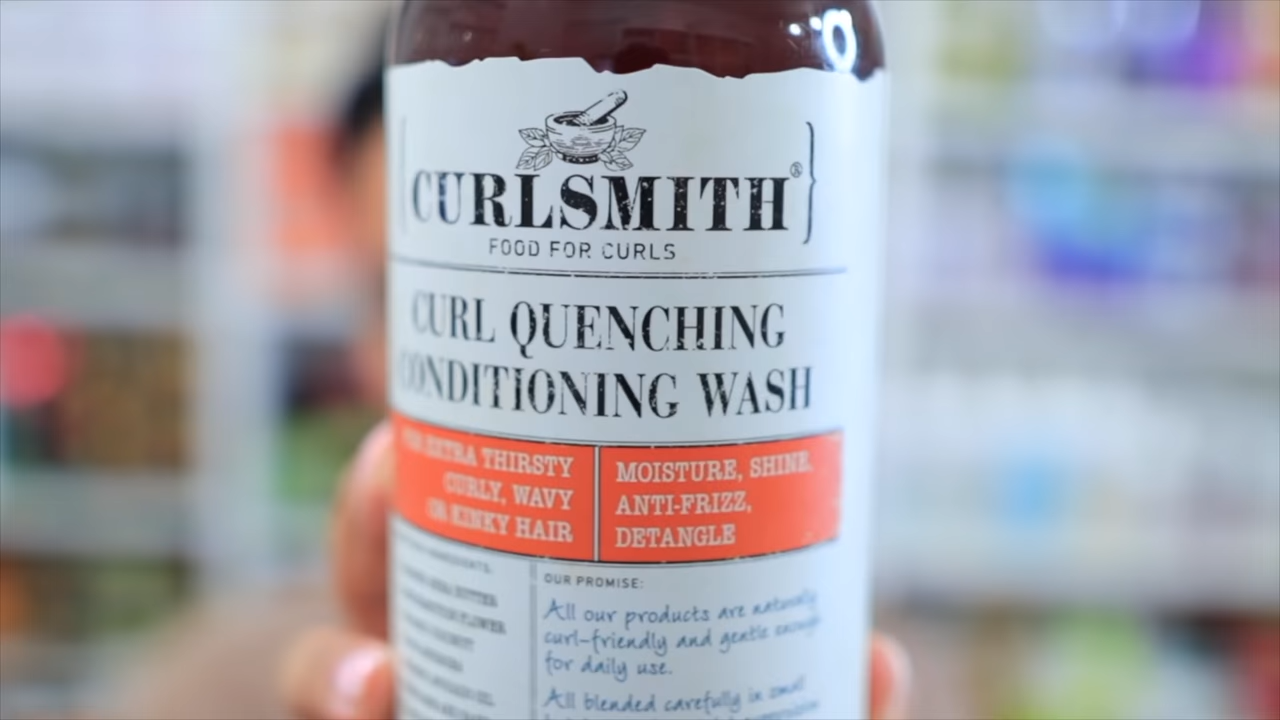 CURLSMITH®
FOOD FOR CURLS
CURL QUENCHING
CONDITIONING WASH
FOR EXTRA THIRSTY
CURLY, WAVY
OR KINKY HAIR
MOISTURE, SHINE,
ANTI-FRIZZ,
DETANGLE
OUR PROMISE:
All our products are naturally
curl-friendly and gentle enough
for daily use.
All blended carefully in small